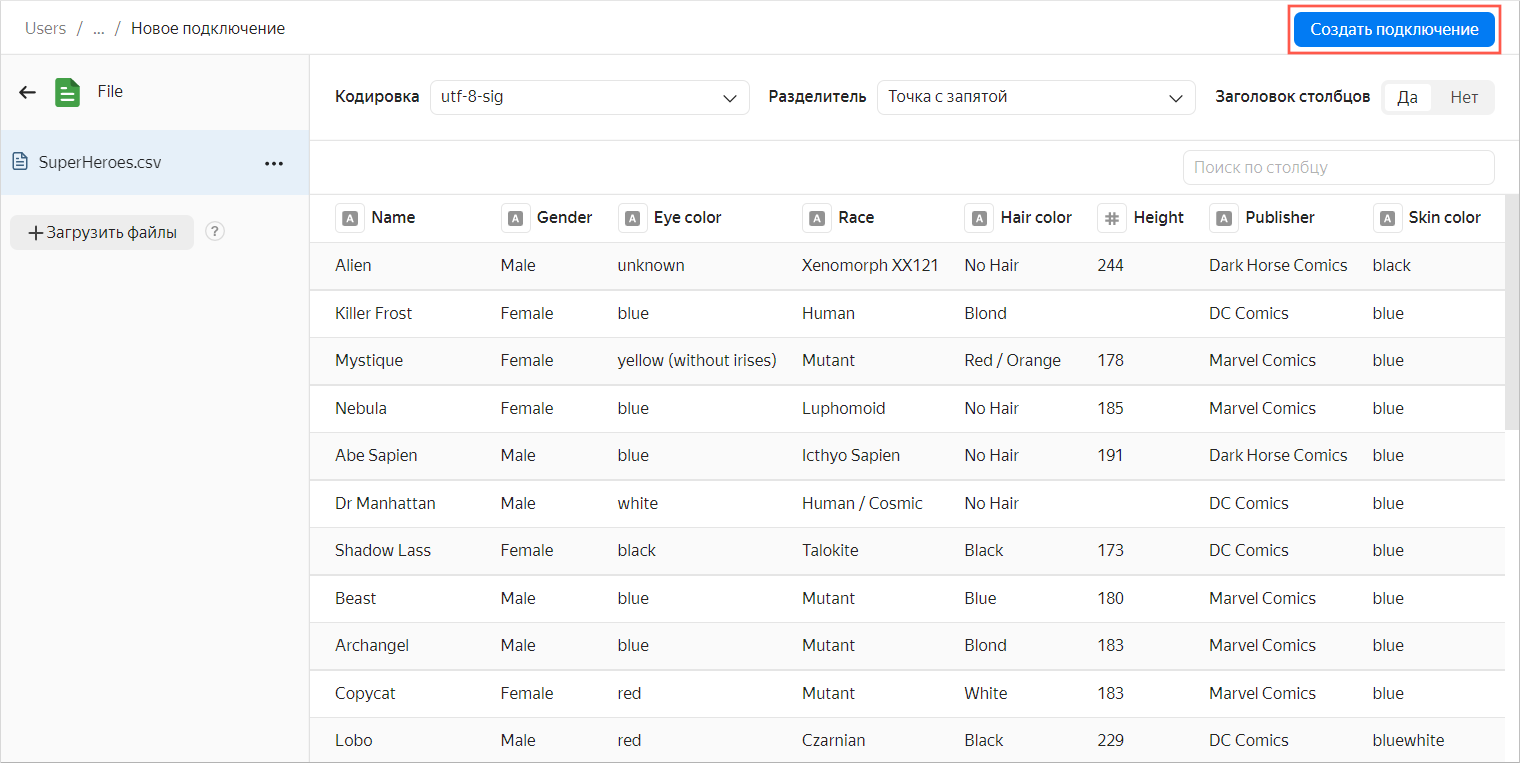 Users / ... / Новое подключение
Создать подключение
File
Кодировка utf-8-sig Разделитель Точка с запятой Заголовок столбцов Да Нет
SuperHeroes.csv
Поиск по столбцу
+ Загрузить файлы ?
A Name A Gender A Eye color A Race A Hair color # Height A Publisher A Skin color
Alien Male unknown Xenomorph XX121 No Hair 244 Dark Horse Comics black
Killer Frost Female blue Human Blond DC Comics blue
Mystique Female yellow (without irises) Mutant Red / Orange 178 Marvel Comics blue
Nebula Female blue Luphomoid No Hair 185 Marvel Comics blue
Abe Sapien Male blue Icthyo Sapien No Hair 191 Dark Horse Comics blue
Dr Manhattan Male white Human / Cosmic No Hair DC Comics blue
Shadow Lass Female black Talokite Black 173 DC Comics blue
Beast Male blue Mutant Blue 180 Marvel Comics blue
Archangel Male blue Mutant Blond 183 Marvel Comics blue
Copycat Female red Mutant White 183 Marvel Comics blue
Lobo Male red Czarnian Black 229 DC Comics bluewhite